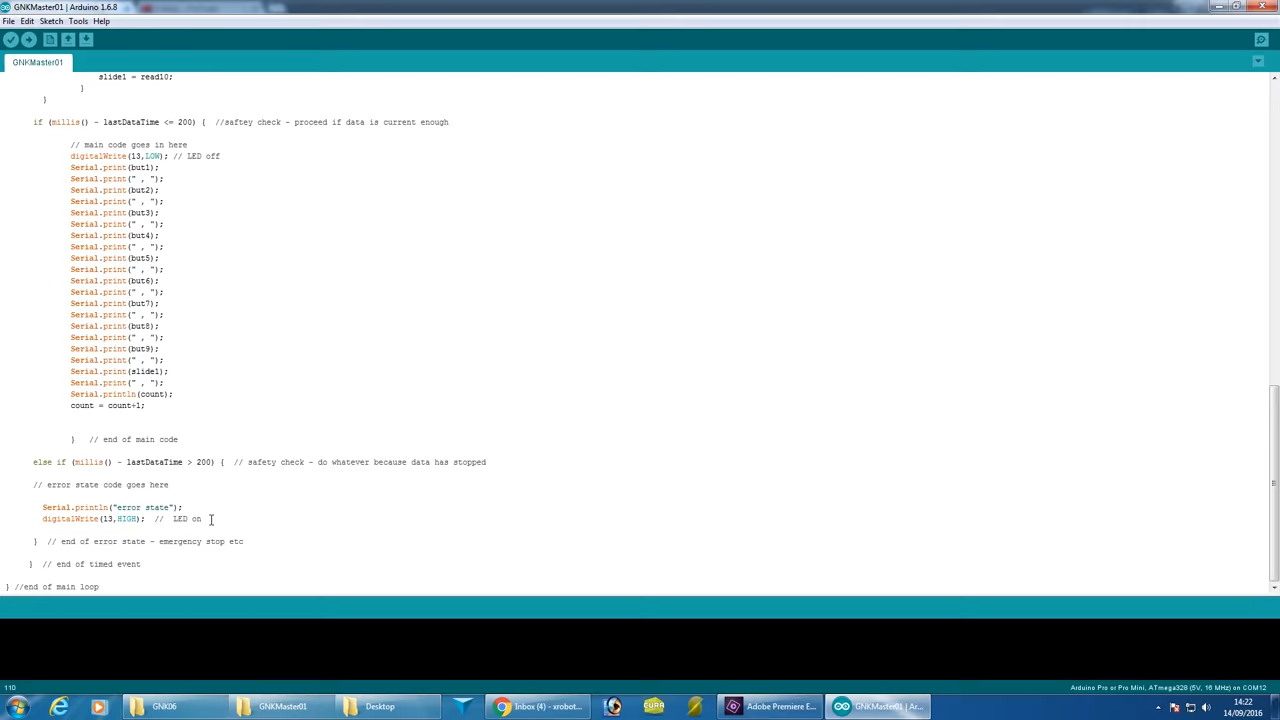 GNKMaster01 | Arduino 1.6.8
File Edit Sketch Tools Help
GNKMaster01
slide1 = read10;
}
}
if (millis() - lastDataTime <= 200) {  //saftey check - proceed if data is current enough
// main code goes in here
digitalWrite(13,LOW); // LED off
Serial.print(but1);
Serial.print(" , ");
Serial.print(but2);
Serial.print(" , ");
Serial.print(but3);
Serial.print(" , ");
Serial.print(but4);
Serial.print(" , ");
Serial.print(but5);
Serial.print(" , ");
Serial.print(but6);
Serial.print(" , ");
Serial.print(but7);
Serial.print(" , ");
Serial.print(but8);
Serial.print(" , ");
Serial.print(but9);
Serial.print(" , ");
Serial.print(slide1);
Serial.print(" , ");
Serial.println(count);
count = count+1;
}   // end of main code
else if (millis() - lastDataTime > 200) {  // safety check - do whatever because data has stopped
// error state code goes here
Serial.println("error state");
digitalWrite(13,HIGH);  //  LED on
}  // end of error state - emergency stop etc
}  // end of timed event
} //end of main loop
110
Arduino Pro or Pro Mini, ATmega328 (5V, 16 MHz) on COM12
GK06 GNKMaster01 Desktop Inbox (4) - xrobot... CURA Adobe Premiere E... GNKMaster01 | Ar...
14:22
14/09/2016